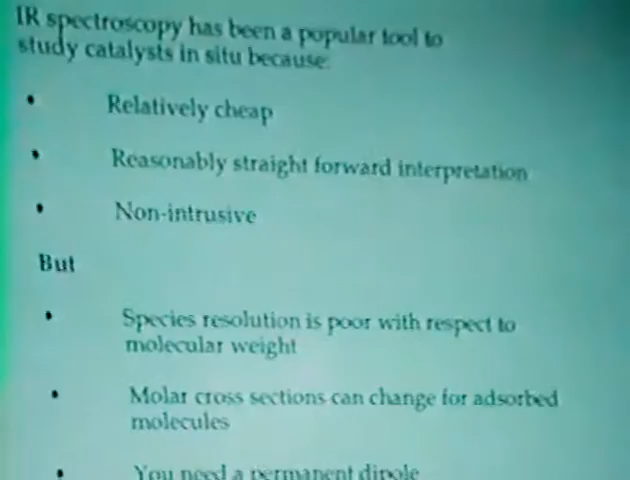 IR spectroscopy has been a popular tool to
study catalysts in situ because:
• Relatively cheap
• Reasonably straight forward interpretation
• Non-intrusive
But
• Species resolution is poor with respect to
molecular weight
• Molar cross sections can change for adsorbed
molecules
• You need a permanent dipole